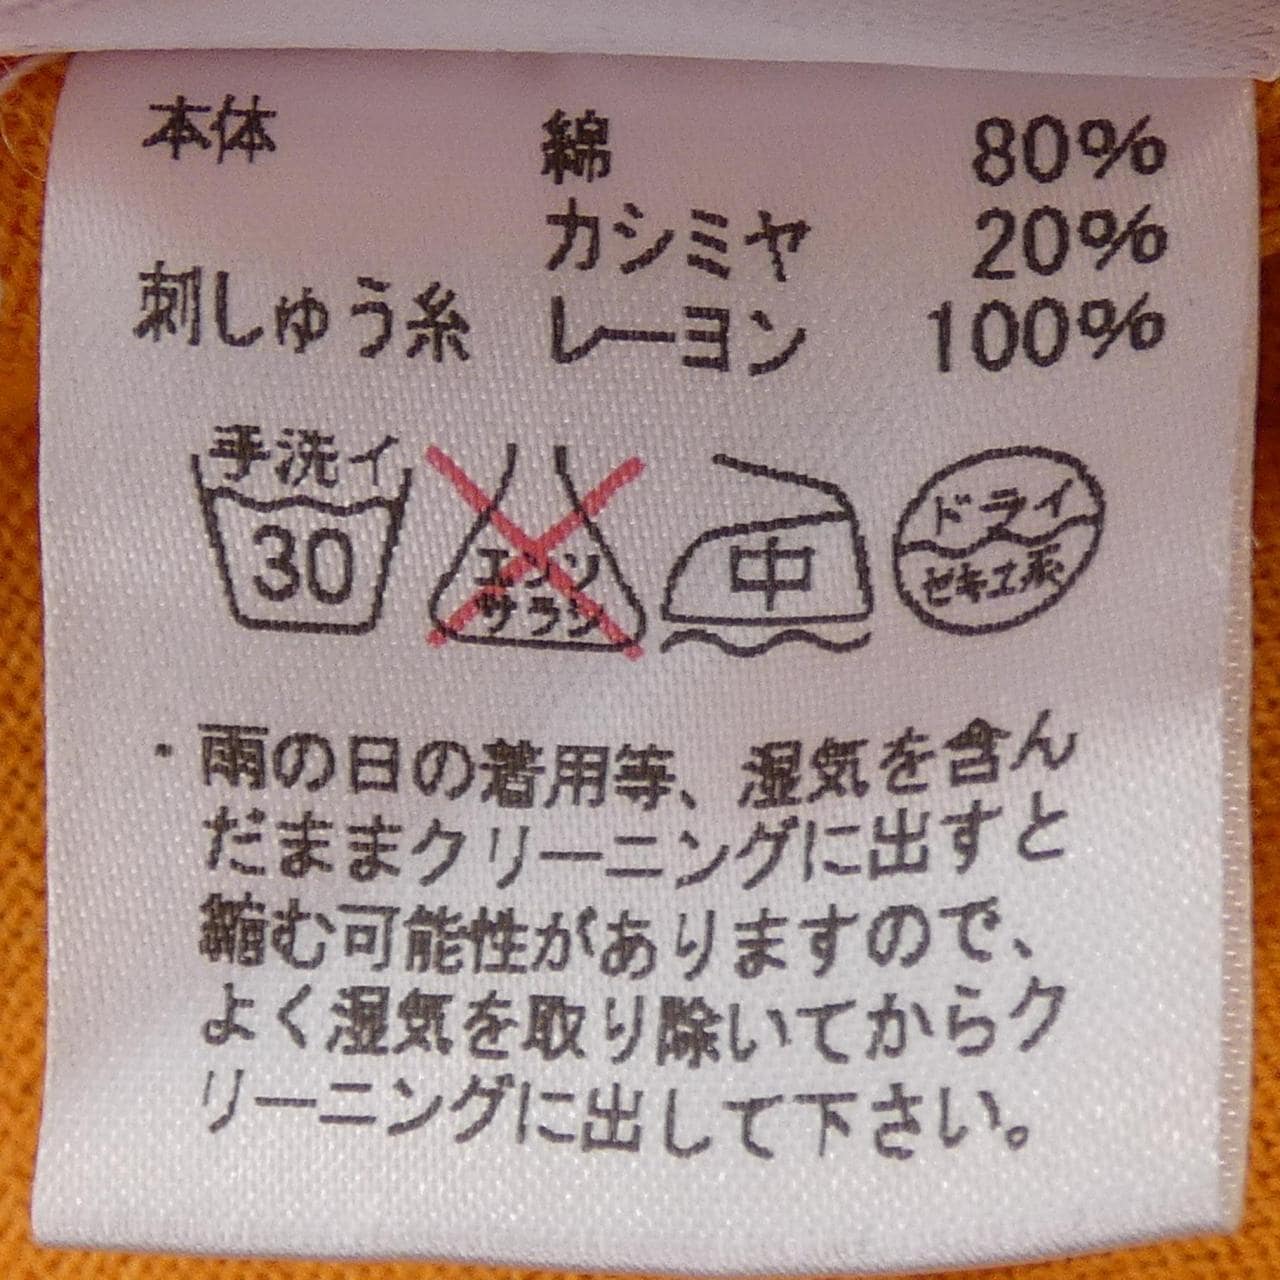 本体 綿 80%
カシミヤ 20%
刺しゅう糸 レーヨン 100%
手洗イ
30
エンソ
サラシ
中
ドライ
セキユ系
・雨の日の着用等、湿気を含ん
だままクリーニングに出すと
縮む可能性がありますので、
よく湿気を取り除いてからク
リーニングに出して下さい。